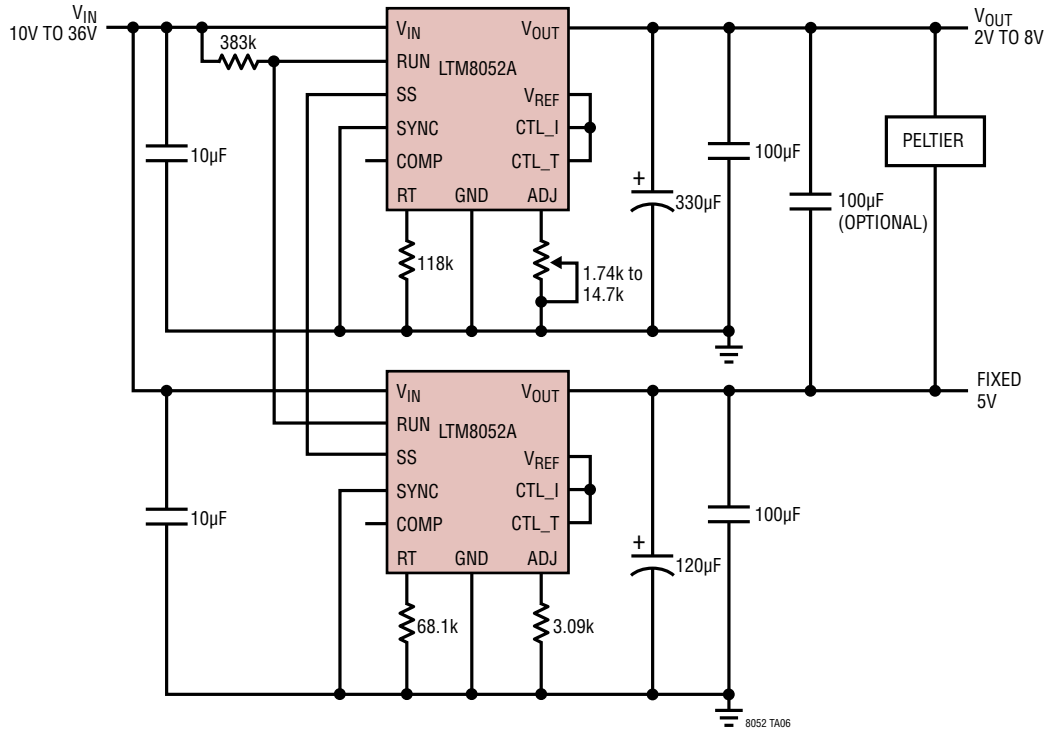 VIN
10V TO 36V
383k
10µF
VIN
RUN
SS
SYNC
COMP
RT
GND
ADJ
VOUT
LTM8052A
VREF
CTL_I
CTL_T
118k
1.74k to
14.7k
+
330µF
100µF
100µF
(OPTIONAL)
PELTIER
VOUT
2V TO 8V
10µF
VIN
RUN
SS
SYNC
COMP
RT
GND
ADJ
VOUT
LTM8052A
VREF
CTL_I
CTL_T
68.1k
3.09k
+
120µF
100µF
FIXED
5V
8052 TA06